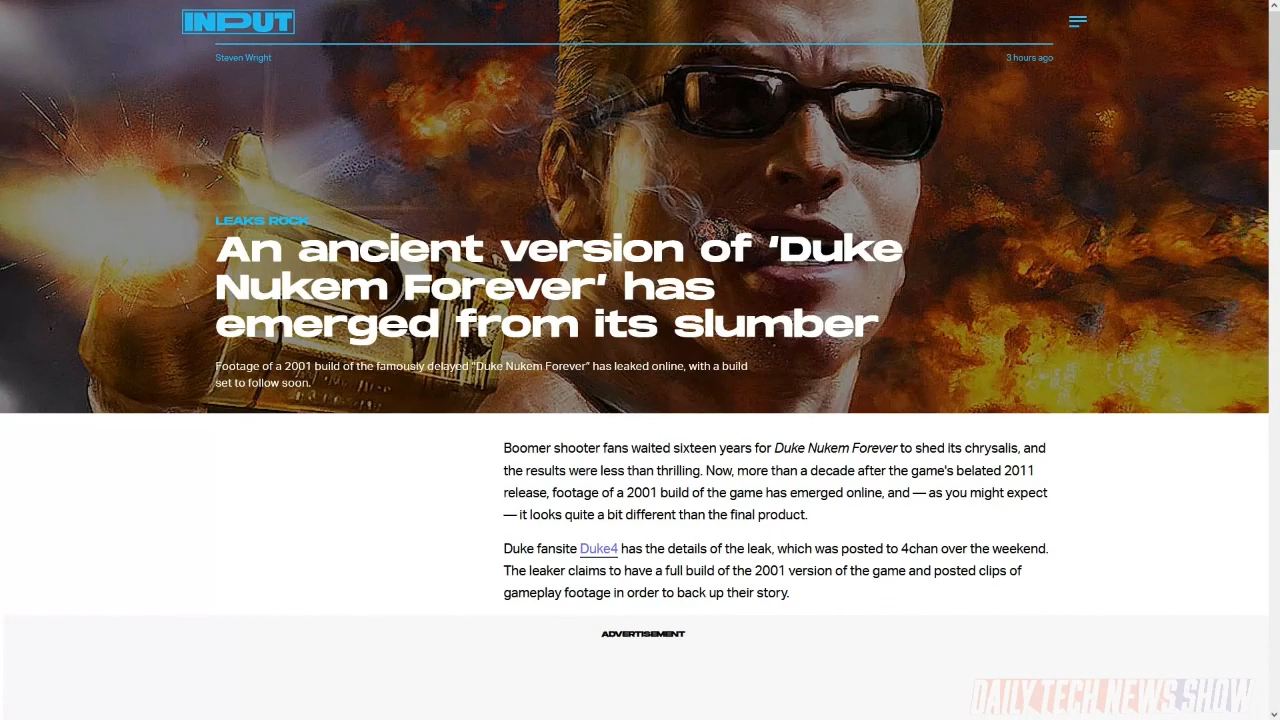 INPUT
Steven Wright
3 hours ago
LEAKS ROCK
An ancient version of 'Duke
Nukem Forever' has
emerged from its slumber
Footage of a 2001 build of the famously delayed "Duke Nukem Forever" has leaked online, with a build
set to follow soon.
Boomer shooter fans waited sixteen years for Duke Nukem Forever to shed its chrysalis, and
the results were less than thrilling. Now, more than a decade after the game's belated 2011
release, footage of a 2001 build of the game has emerged online, and — as you might expect
— it looks quite a bit different than the final product.
Duke fansite Duke4 has the details of the leak, which was posted to 4chan over the weekend.
The leaker claims to have a full build of the 2001 version of the game and posted clips of
gameplay footage in order to back up their story.
ADVERTISEMENT
DAILY TECH NEWS SHOW